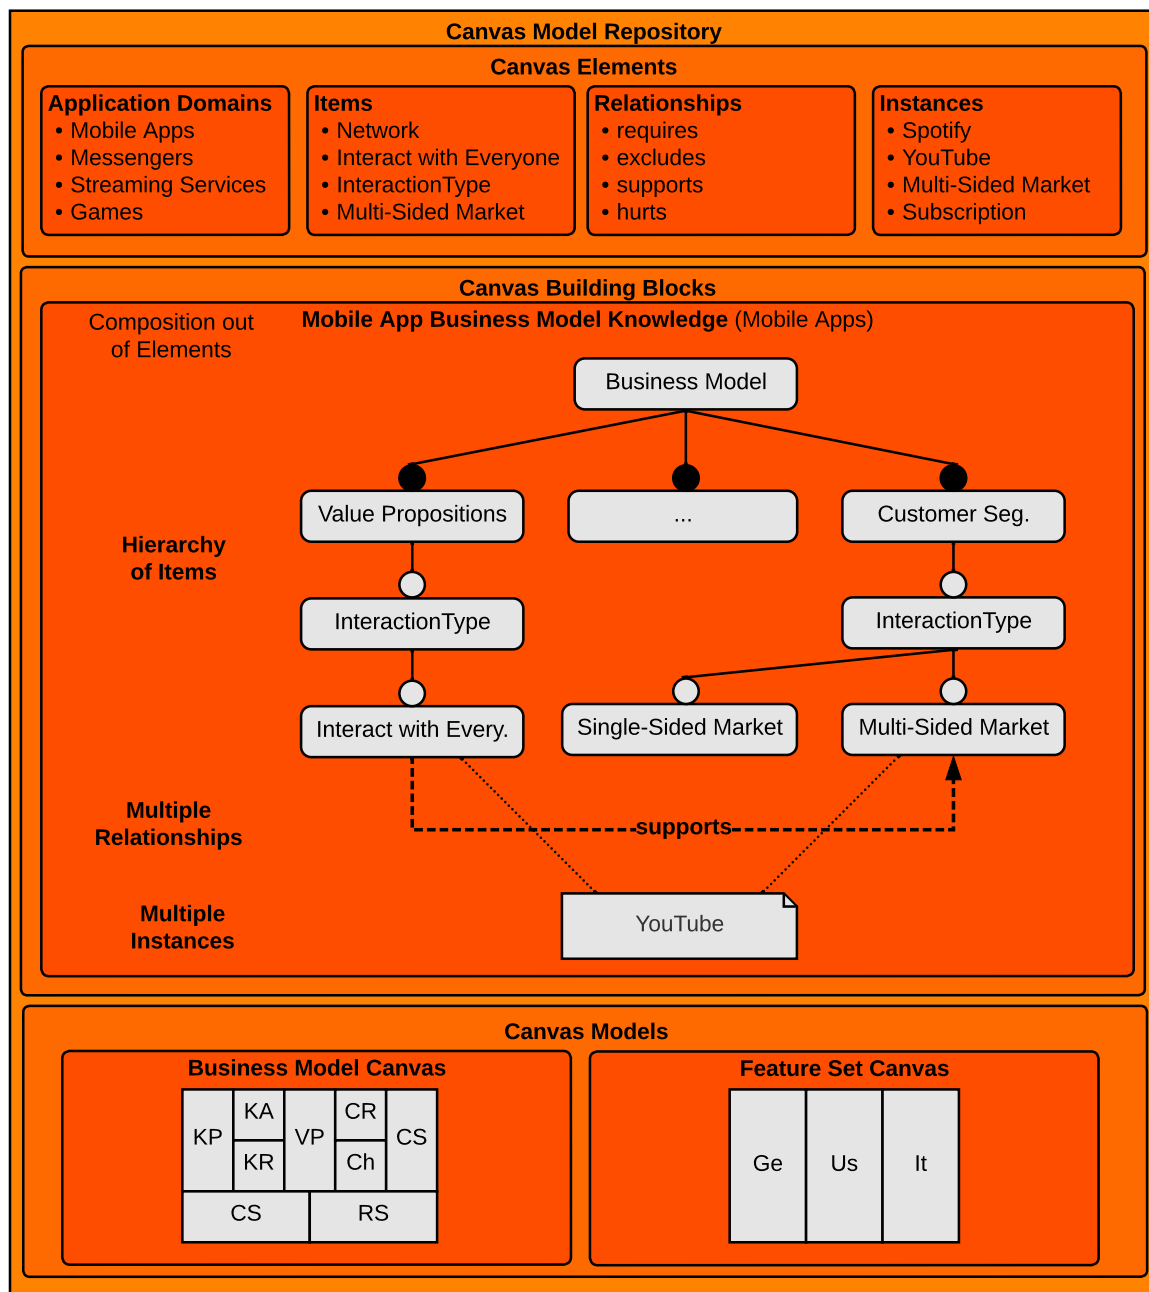 Canvas Model Repository
Canvas Elements
Application Domains
• Mobile Apps
• Messengers
• Streaming Services
• Games
Items
• Network
• Interact with Everyone
• InteractionType
• Multi-Sided Market
Relationships
• requires
• excludes
• supports
• hurts
Instances
• Spotify
• YouTube
• Multi-Sided Market
• Subscription
Canvas Building Blocks
Composition out
of Elements
Mobile App Business Model Knowledge (Mobile Apps)
Business Model
Value Propositions
...
Customer Seg.
Hierarchy
of Items
InteractionType
InteractionType
Interact with Every.
Single-Sided Market
Multi-Sided Market
Multiple
Relationships
supports
Multiple
Instances
YouTube
Canvas Models
Business Model Canvas
KP
KA
KR
VP
CR
Ch
CS
CS
RS
Feature Set Canvas
Ge
Us
It